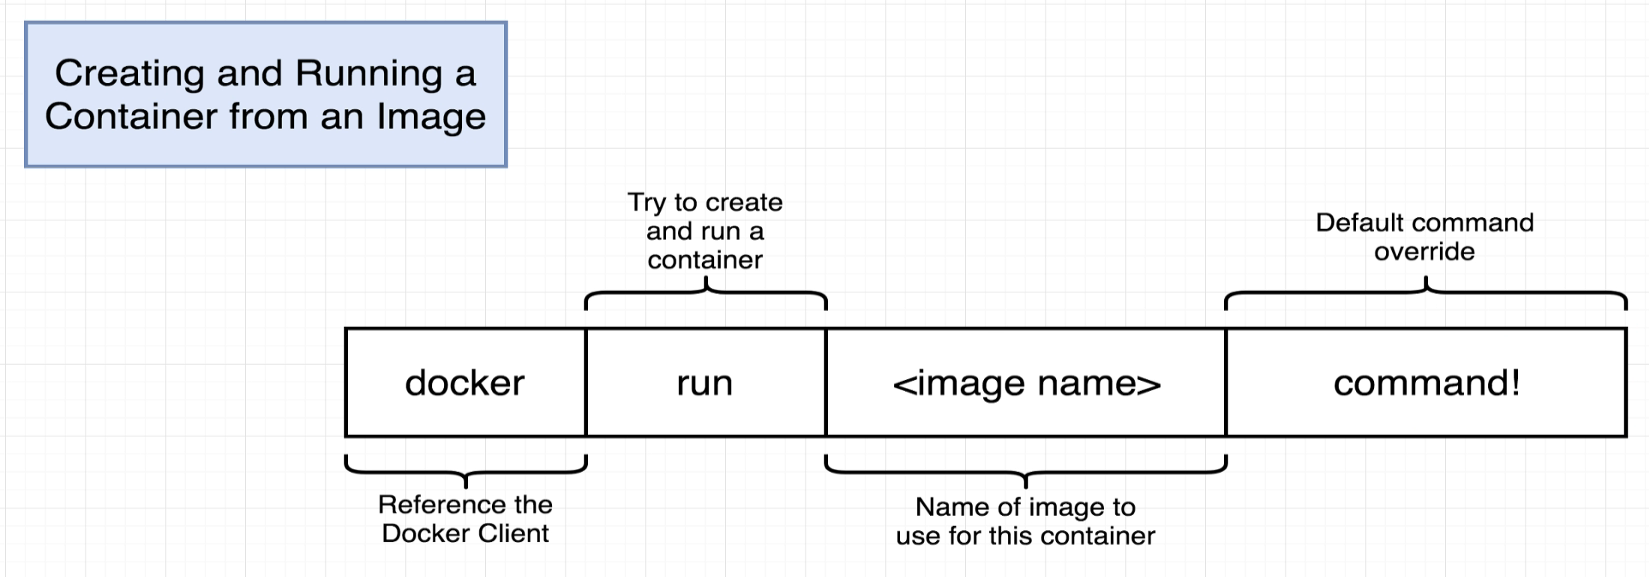 Creating and Running a
Container from an Image
Try to create
and run a
container
Default command
override
docker
run
<image name>
command!
Reference the
Docker Client
Name of image to
use for this container